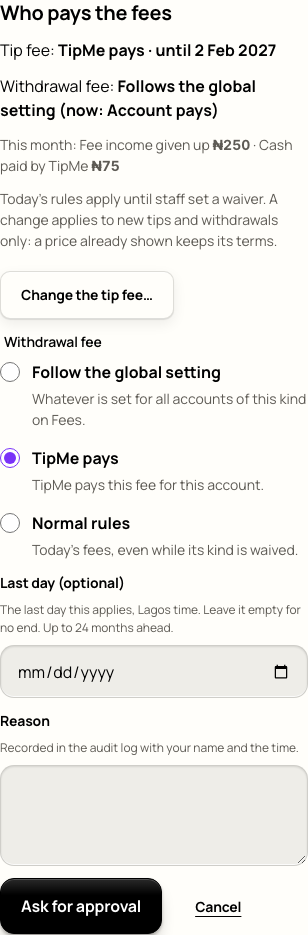 Who pays the fees
Tip fee: TipMe pays · until 2 Feb 2027
Withdrawal fee: Follows the global
setting (now: Account pays)
This month: Fee income given up ₦250 · Cash
paid by TipMe ₦75
Today's rules apply until staff set a waiver. A
change applies to new tips and withdrawals
only: a price already shown keeps its terms.
Change the tip fee…
Withdrawal fee
Follow the global setting
Whatever is set for all accounts of this kind
on Fees.
TipMe pays
TipMe pays this fee for this account.
Normal rules
Today's fees, even while its kind is waived.
Last day (optional)
The last day this applies, Lagos time. Leave it empty for
no end. Up to 24 months ahead.
mm/dd/yyyy
Reason
Recorded in the audit log with your name and the time.
Ask for approval
Cancel